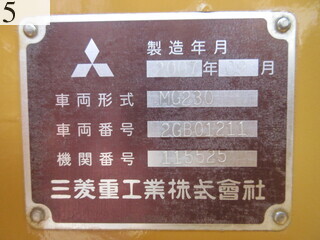 5
製造年月
年 月
車両形式 MG230
車両番号 2GB01211
機関番号 115525
三菱重工業株式會社